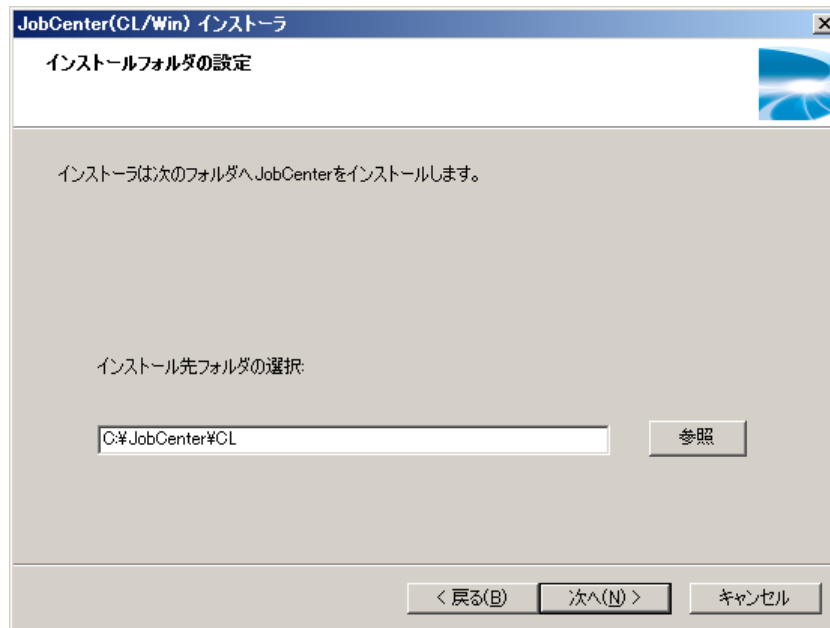 JobCenter(CL/Win) インストーラ
インストールフォルダの設定
インストーラは次のフォルダへJobCenterをインストールします。
インストール先フォルダの選択:
C:¥JobCenter¥CL
参照
< 戻る(B)
次へ(N) >
キャンセル